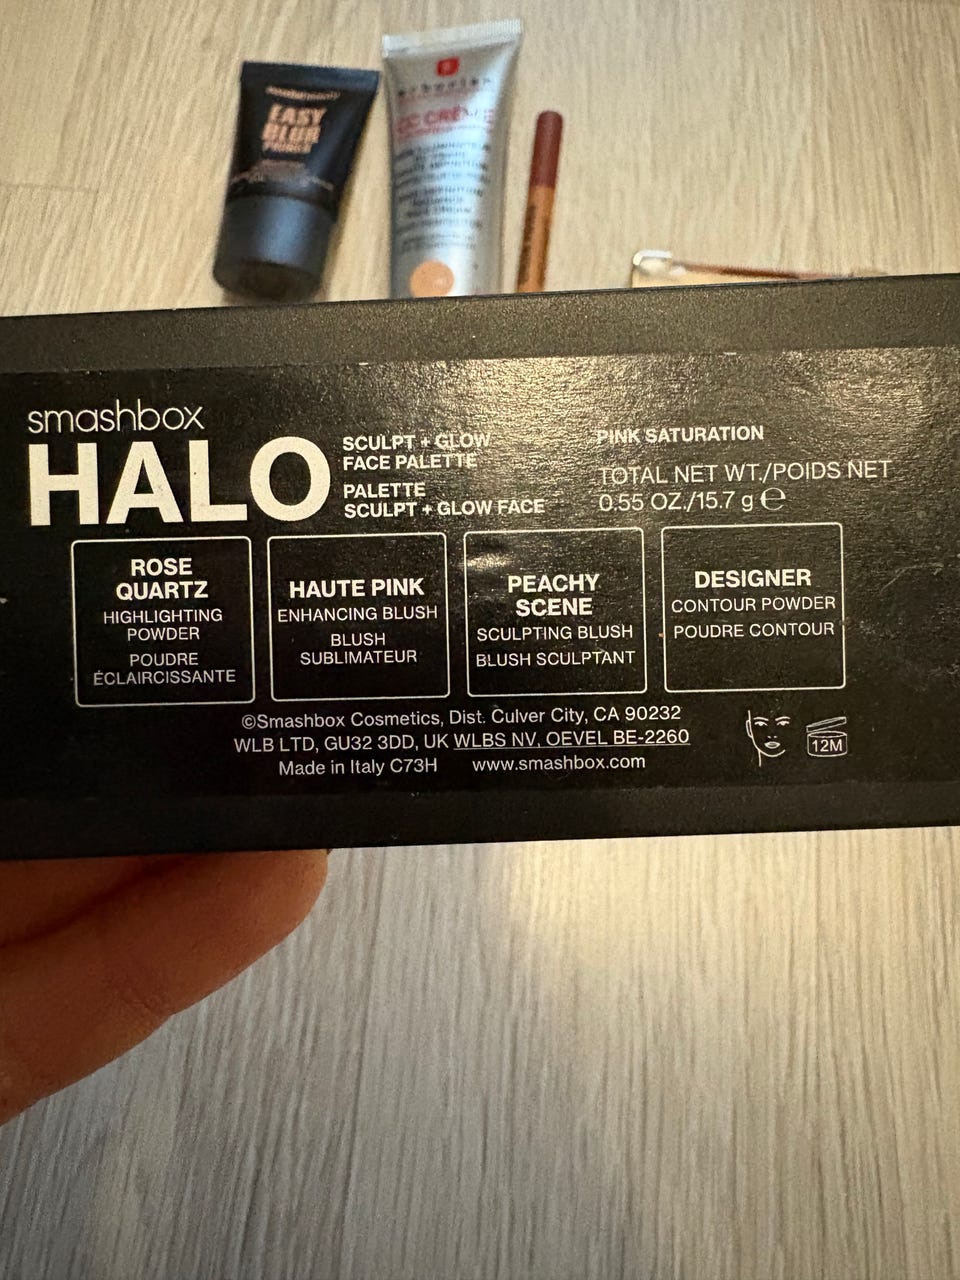 EASY
BLUR
CC CRÈME
smashbox
HALO
SCULPT + GLOW
FACE PALETTE
PALETTE
SCULPT + GLOW FACE
PINK SATURATION
TOTAL NET WT./POIDS NET
0.55 OZ./15.7 g ℮
ROSE
QUARTZ
HIGHLIGHTING
POWDER
POUDRE
ÉCLAIRCISSANTE
HAUTE PINK
ENHANCING BLUSH
BLUSH
SUBLIMATEUR
PEACHY
SCENE
SCULPTING BLUSH
BLUSH SCULPTANT
DESIGNER
CONTOUR POWDER
POUDRE CONTOUR
©Smashbox Cosmetics, Dist. Culver City, CA 90232
WLB LTD, GU32 3DD, UK WLBS NV, OEVEL BE-2260
Made in Italy C73H www.smashbox.com
12M